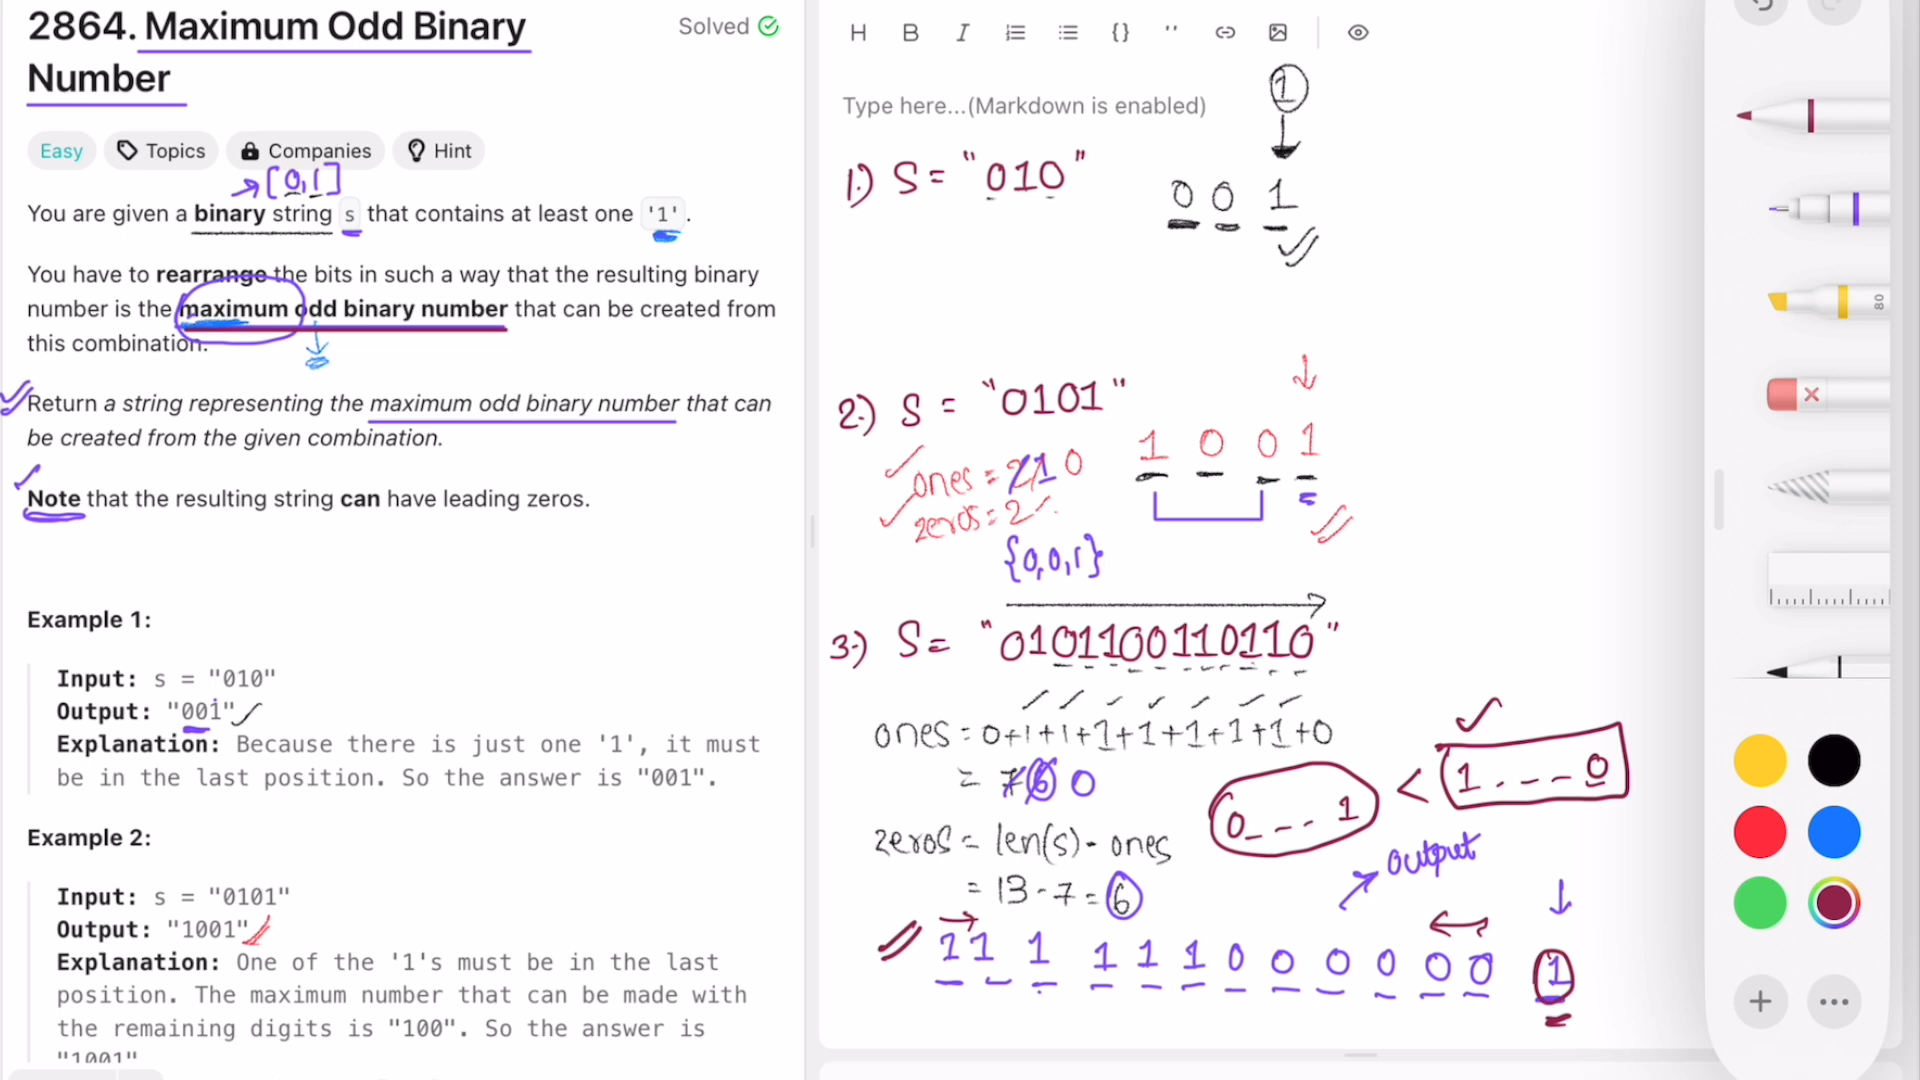 2864. Maximum Odd Binary
Number
Solved
Easy
Topics
Companies
Hint
→ [0,1]
You are given a binary string s that contains at least one '1'.
You have to rearrange the bits in such a way that the resulting binary
number is the maximum odd binary number that can be created from
this combination.
Return a string representing the maximum odd binary number that can
be created from the given combination.
Note that the resulting string can have leading zeros.
Example 1:
Input: s = "010"
Output: "001"
Explanation: Because there is just one '1', it must
be in the last position. So the answer is "001".
Example 2:
Input: s = "0101"
Output: "1001"
Explanation: One of the '1's must be in the last
position. The maximum number that can be made with
the remaining digits is "100". So the answer is
"1001"
H B I {} "
Type here...(Markdown is enabled)
1
1.) S = "010"
0 0 1
2.) S = "0101"
1 0 0 1
ones = 2 1 0
zeros = 2
{0,0,1}
3.) S = "0101100110110"
ones = 0+1+1+1+1+1+1+1+0
= 7 6 0
0 _ _ - - 1 < 1 . - - - 0
zeros = len(s) - ones
= 13 - 7 = 6
output
1 1 1 1 1 1 0 0 0 0 0 0 1
80